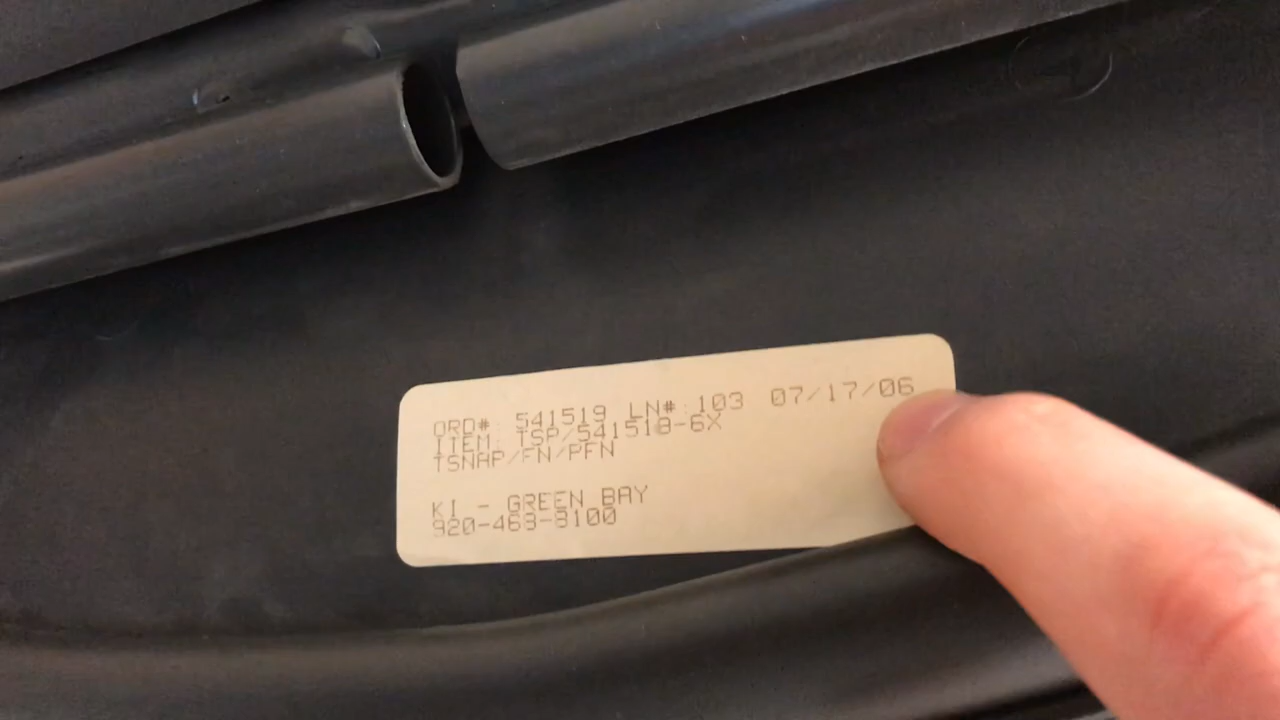 ORD# 541519 LN# 103 07/17/06
ITEM: TSP/541518-6X
TSNAP/FN/PFN
KI - GREEN BAY
920-468-8100